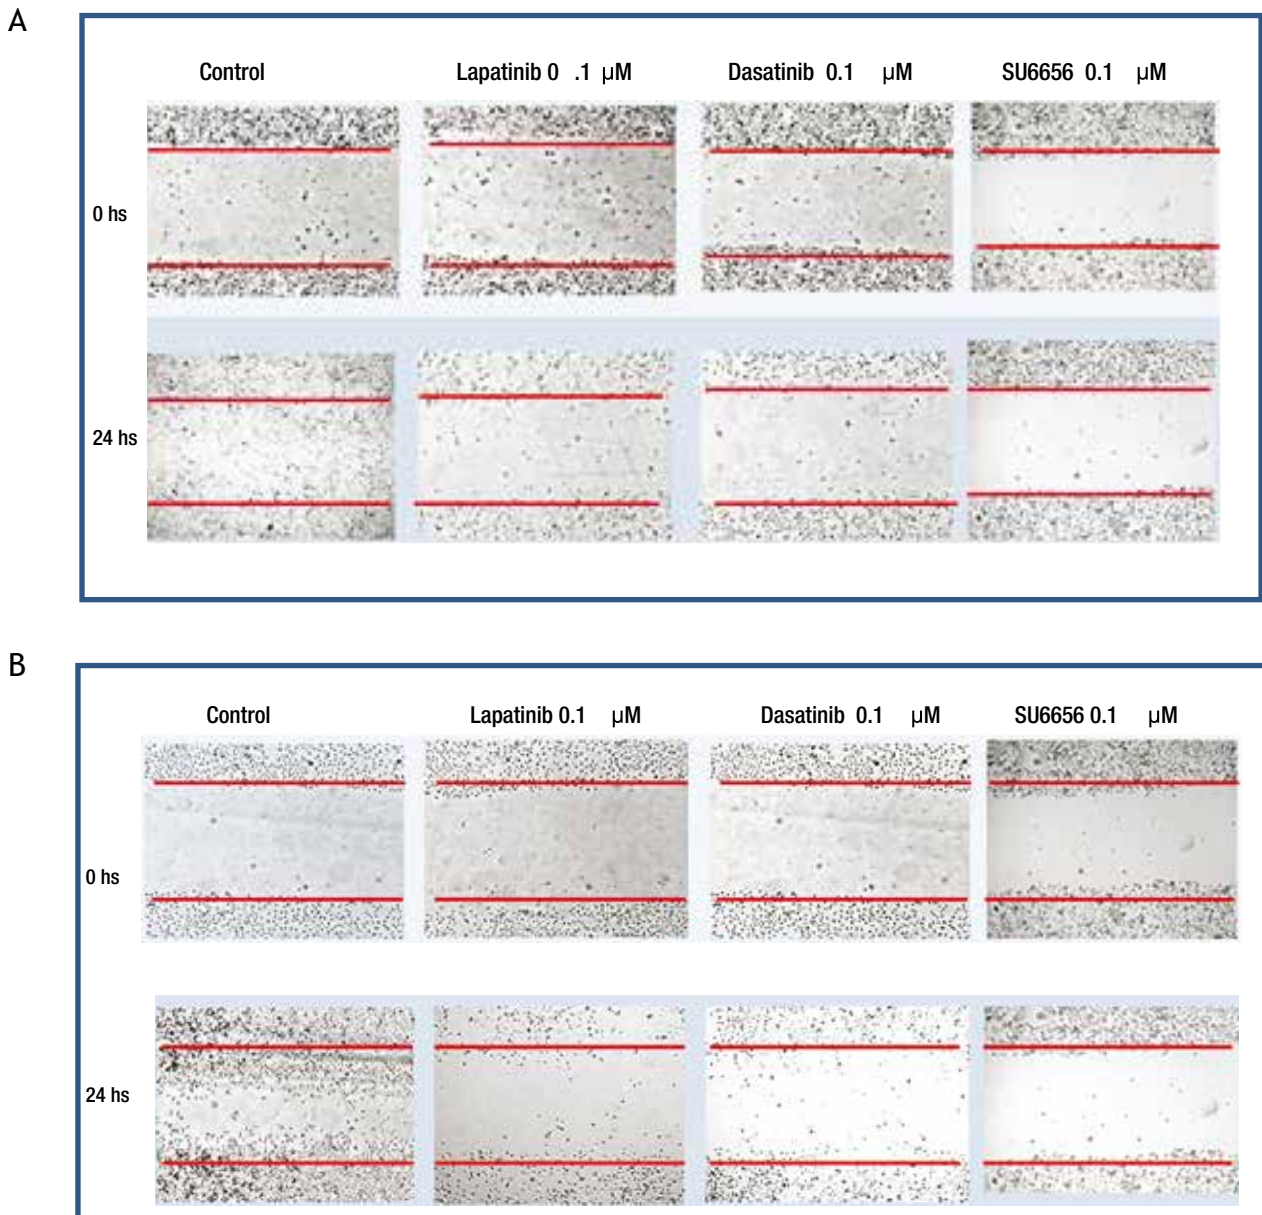 A
Control Lapatinib 0 .1 µM Dasatinib 0.1 µM SU6656 0.1 µM
0 hs
24 hs
B
Control Lapatinib 0.1 µM Dasatinib 0.1 µM SU6656 0.1 µM
0 hs
24 hs